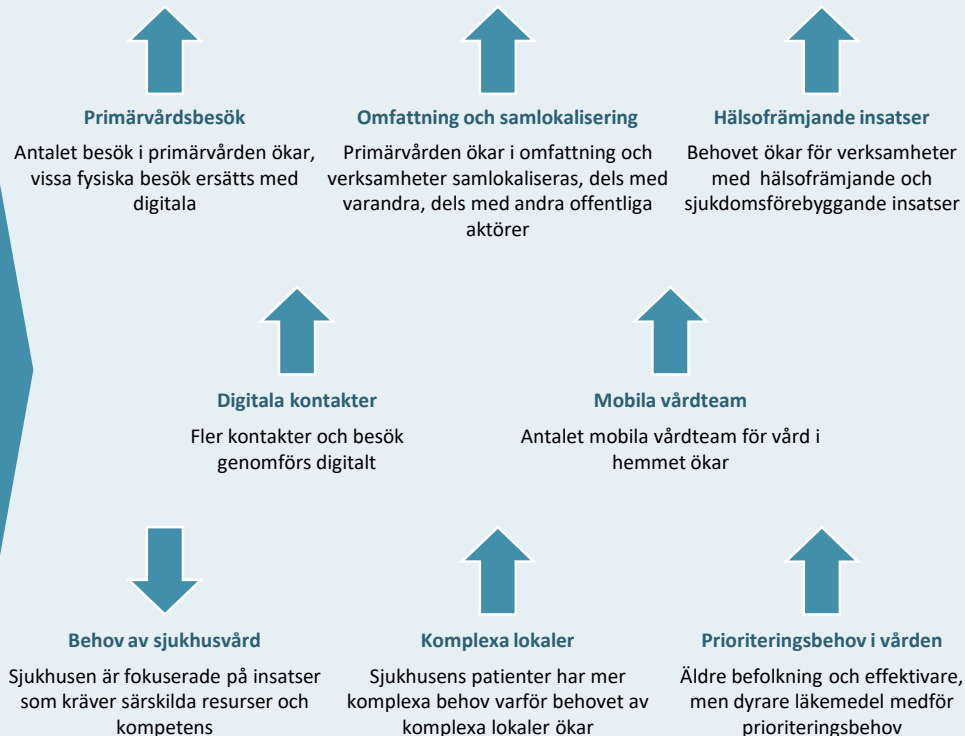 Primärvårdsbesök
Antalet besök i primärvården ökar,
vissa fysiska besök ersätts med
digitala
Omfattning och samlokalisering
Primärvården ökar i omfattning och
verksamheter samlokaliseras, dels med
varandra, dels med andra offentliga
aktörer
Hälsofrämjande insatser
Behovet ökar för verksamheter
med hälsofrämjande och
sjukdomsförebyggande insatser
Digitala kontakter
Fler kontakter och besök
genomförs digitalt
Mobila vårdteam
Antalet mobila vårdteam för vård i
hemmet ökar
Behov av sjukhusvård
Sjukhusen är fokuserade på insatser
som kräver särskilda resurser och
kompetens
Komplexa lokaler
Sjukhusens patienter har mer
komplexa behov varför behovet av
komplexa lokaler ökar
Prioriteringsbehov i vården
Äldre befolkning och effektivare,
men dyrare läkemedel medför
prioriteringsbehov